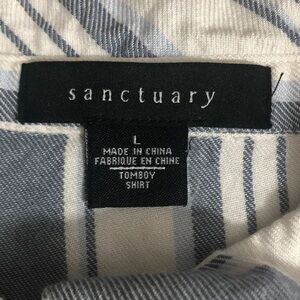 sanctuary
L
MADE IN CHINA
FABRIQUE EN CHINE
TOMBOY
SHIRT